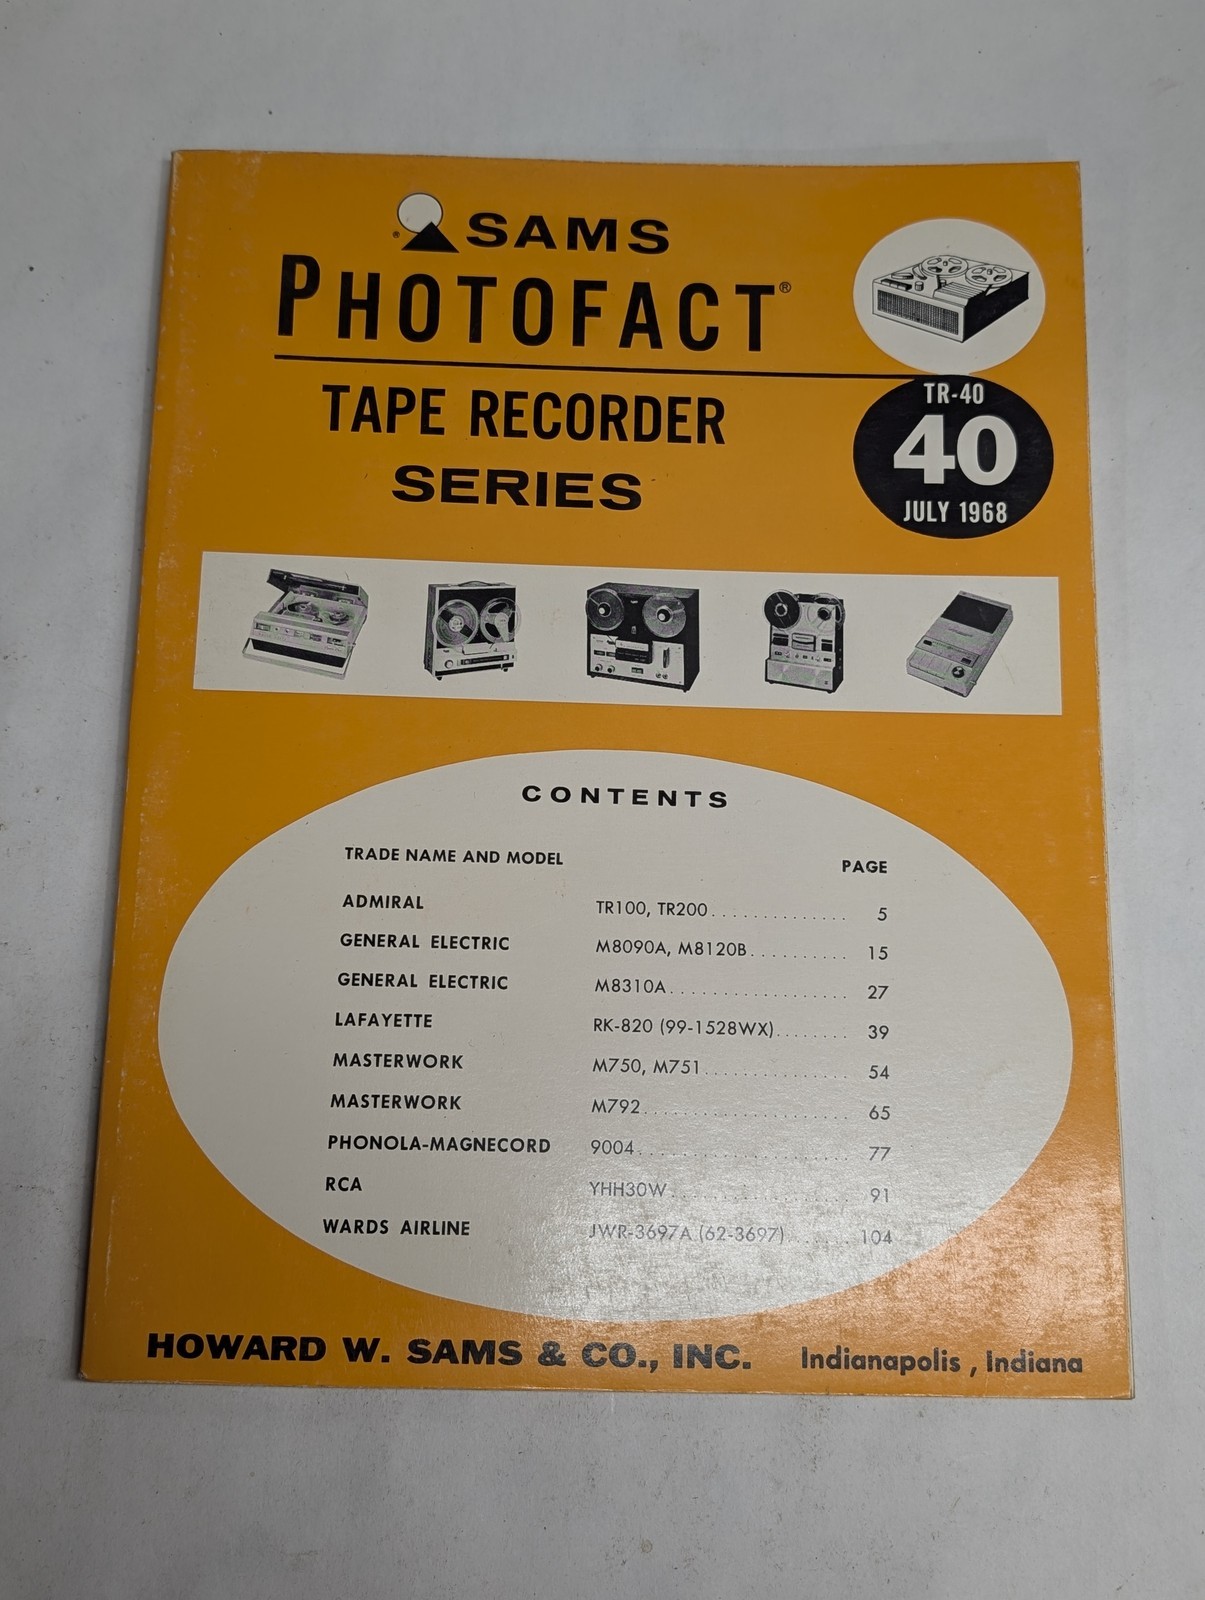 ® SAMS
PHOTOFACT®
TAPE RECORDER
SERIES
TR-40
40
JULY 1968
CONTENTS
TRADE NAME AND MODEL PAGE
ADMIRAL TR100, TR200.............. 5
GENERAL ELECTRIC M8090A, M8120B.......... 15
GENERAL ELECTRIC M8310A.................. 27
LAFAYETTE RK-820 (99-1528WX)........ 39
MASTERWORK M750, M751............... 54
MASTERWORK M792..................... 65
PHONOLA-MAGNECORD 9004...................... 77
RCA YHH30W.................. 91
WARDS AIRLINE JWR-3697A (62-3697)....... 104
HOWARD W. SAMS & CO., INC. Indianapolis, Indiana